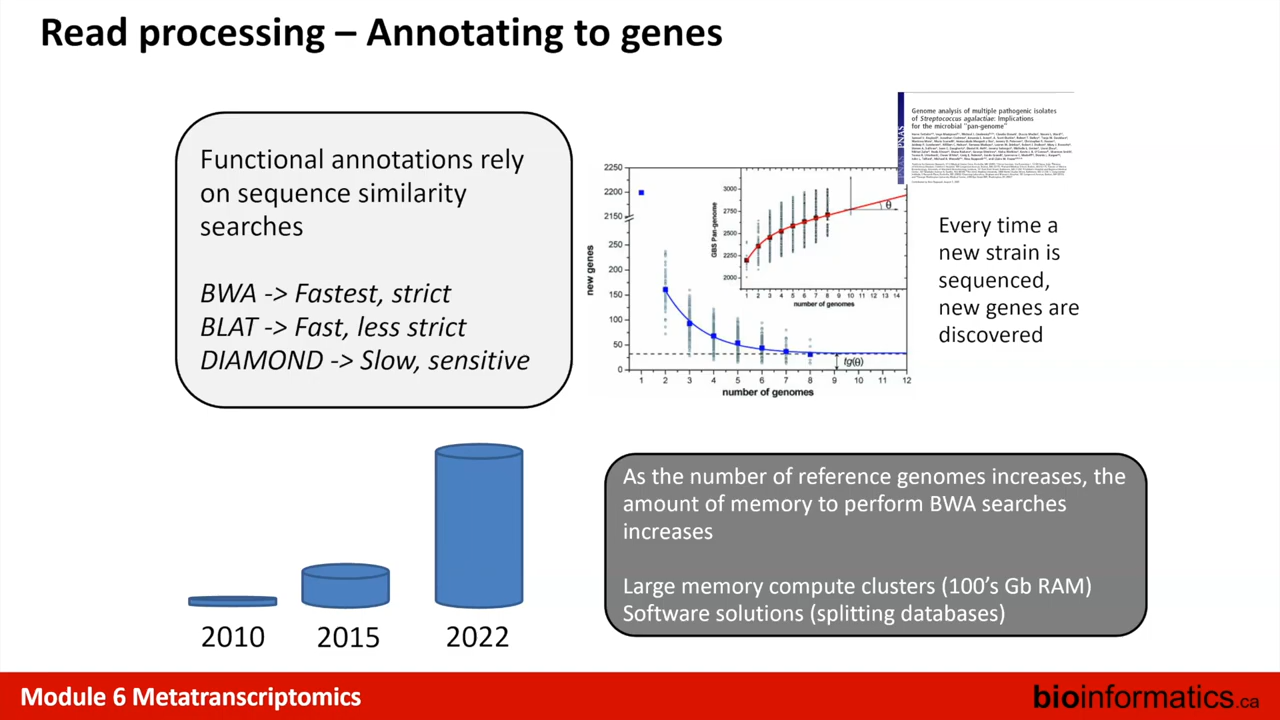 Read processing – Annotating to genes
Functional annotations rely
on sequence similarity
searches
BWA -> Fastest, strict
BLAT -> Fast, less strict
DIAMOND -> Slow, sensitive
PNAS
Genome analysis of multiple pathogenic isolates
of Streptococcus agalactiae: Implications
for the microbial "pan-genome"
new genes
2250
2200
2150
250
200
150
100
50
0
1 2 3 4 5 6 7 8 9 10 11 12
number of genomes
tg(θ)
GBS Pan-genome
3000
2750
2500
2250
2000
1 2 3 4 5 6 7 8 10 12 13 14
number of genomes
θ
Every time a
new strain is
sequenced,
new genes are
discovered
2010
2015
2022
As the number of reference genomes increases, the
amount of memory to perform BWA searches
increases
Large memory compute clusters (100's Gb RAM)
Software solutions (splitting databases)
Module 6 Metatranscriptomics
bioinformatics.ca